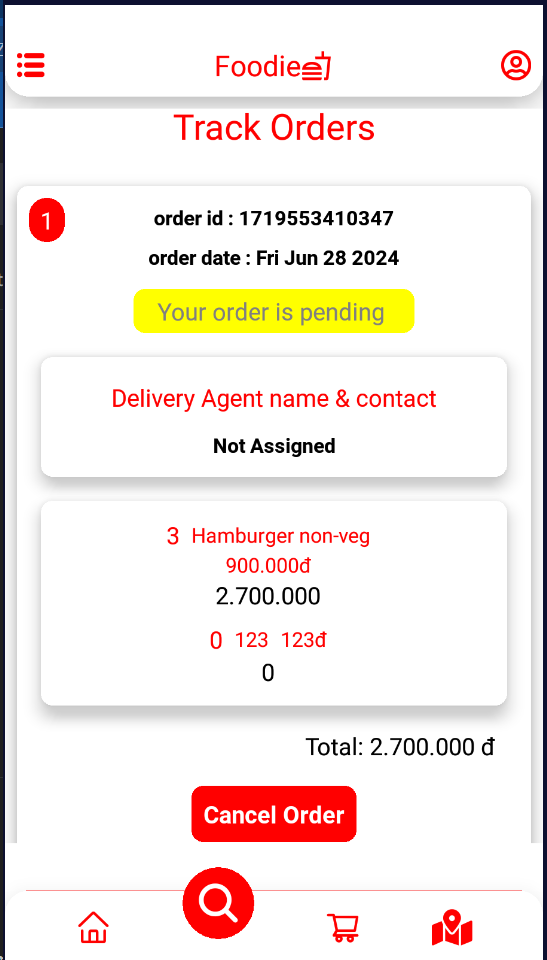 Foodie
Track Orders
1
order id : 1719553410347
order date : Fri Jun 28 2024
Your order is pending
Delivery Agent name & contact
Not Assigned
3 Hamburger non-veg
900.000đ
2.700.000
0 123 123đ
0
Total: 2.700.000 đ
Cancel Order